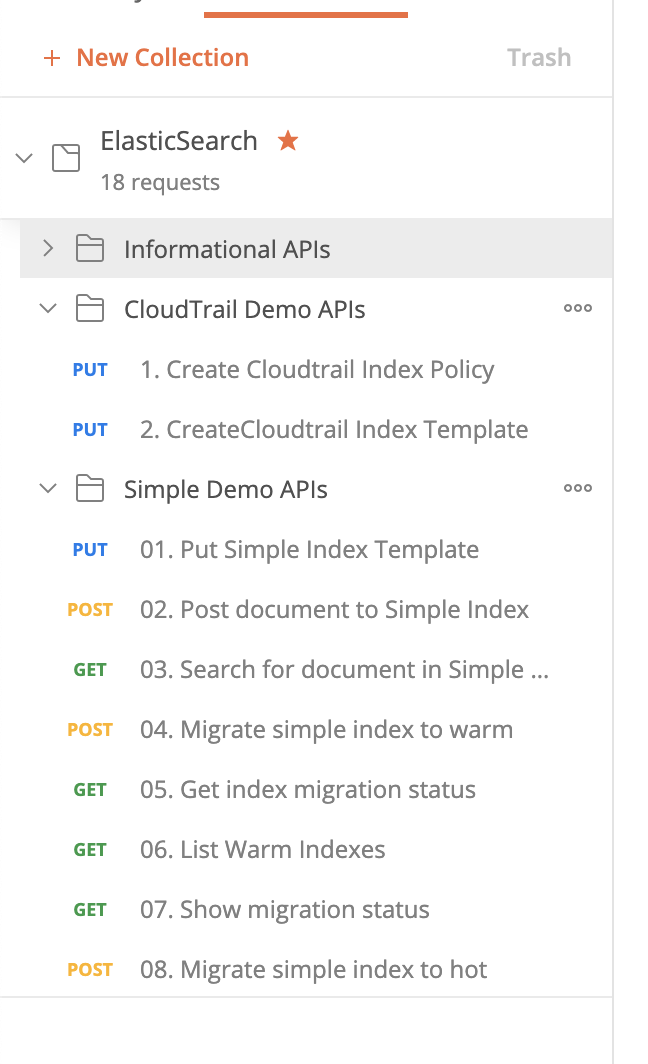 + New Collection Trash
ElasticSearch
18 requests
Informational APIs
CloudTrail Demo APIs
PUT 1. Create Cloudtrail Index Policy
PUT 2. CreateCloudtrail Index Template
Simple Demo APIs
PUT 01. Put Simple Index Template
POST 02. Post document to Simple Index
GET 03. Search for document in Simple ...
POST 04. Migrate simple index to warm
GET 05. Get index migration status
GET 06. List Warm Indexes
GET 07. Show migration status
POST 08. Migrate simple index to hot